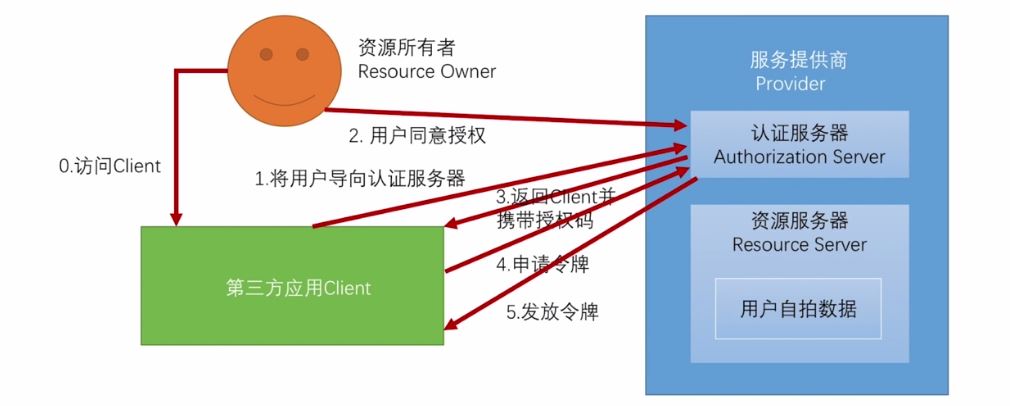 资源所有者
Resource Owner
服务提供商
Provider
2. 用户同意授权
认证服务器
Authorization Server
0.访问Client
1.将用户导向认证服务器
3.返回Client并
携带授权码
资源服务器
Resource Server
4.申请令牌
第三方应用Client
5.发放令牌
用户自拍数据